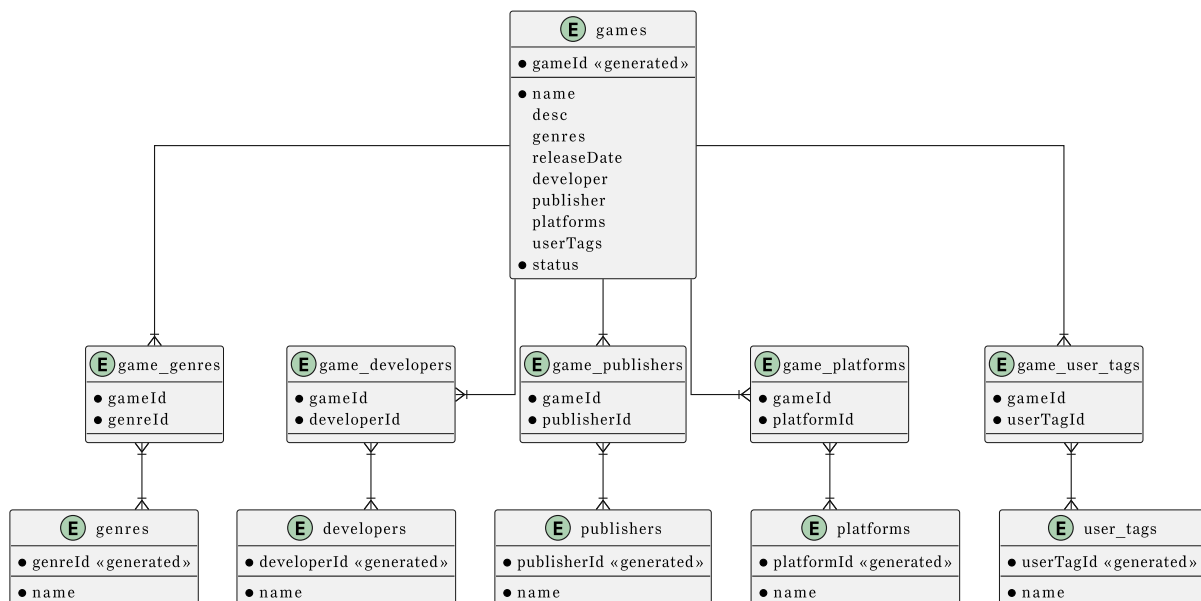 E games
gameId «generated»
name
desc
genres
releaseDate
developer
publisher
platforms
userTags
status
E game_genres
gameId
genreId
E game_developers
gameId
developerId
E game_publishers
gameId
publisherId
E game_platforms
gameId
platformId
E game_user_tags
gameId
userTagId
E genres
genreId «generated»
name
E developers
developerId «generated»
name
E publishers
publisherId «generated»
name
E platforms
platformId «generated»
name
E user_tags
userTagId «generated»
name